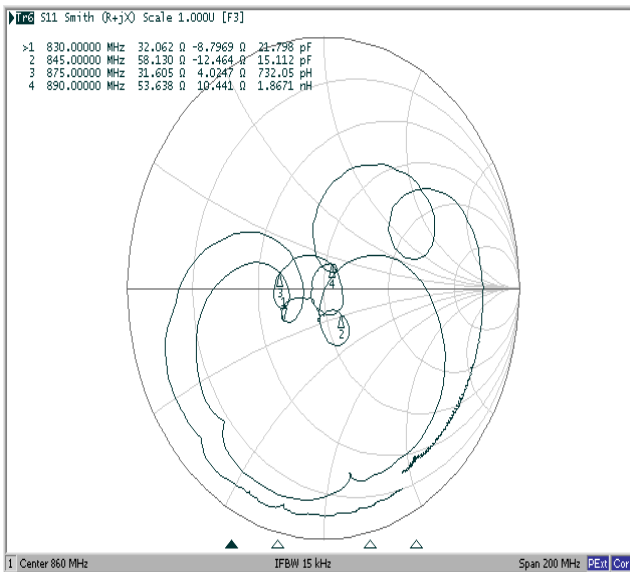 Tr6 S11 Smith (R+jX) Scale 1.000U [F3]
>1 830.00000 MHz 32.062 Ω -8.7969 Ω 21.798 pF
2 845.00000 MHz 58.130 Ω -12.464 Ω 15.112 pF
3 875.00000 MHz 31.605 Ω 4.0247 Ω 732.05 pH
4 890.00000 MHz 53.638 Ω 10.441 Ω 1.8671 nH
4
3
1
2
1 Center 860 MHz IFBW 15 kHz Span 200 MHz PExt Cor